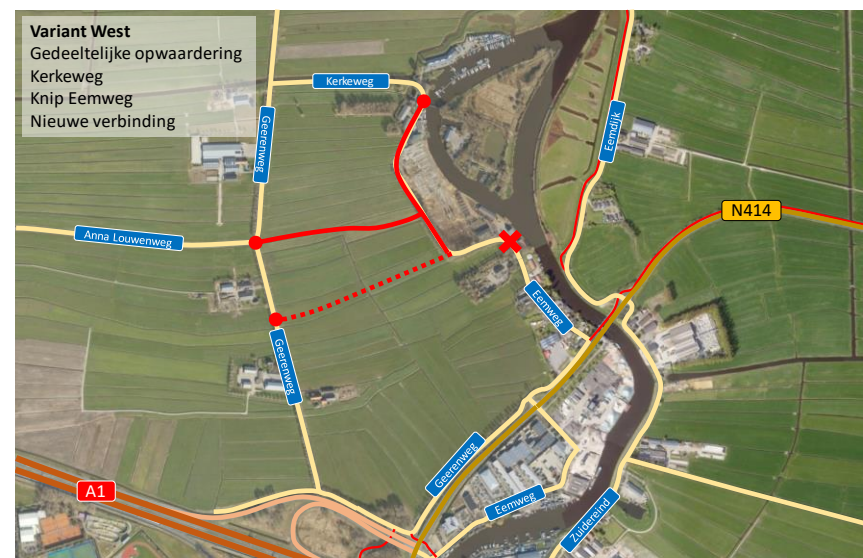 Variant West
Gedeeltelijke opwaardering
Kerkeweg
Knip Eemweg
Nieuwe verbinding
Kerkeweg
Geerenweg
Eemdijk
N414
Anna Louwenweg
Eemweg
Geerenweg
Geerenweg
A1
Eemweg
Zuidereind